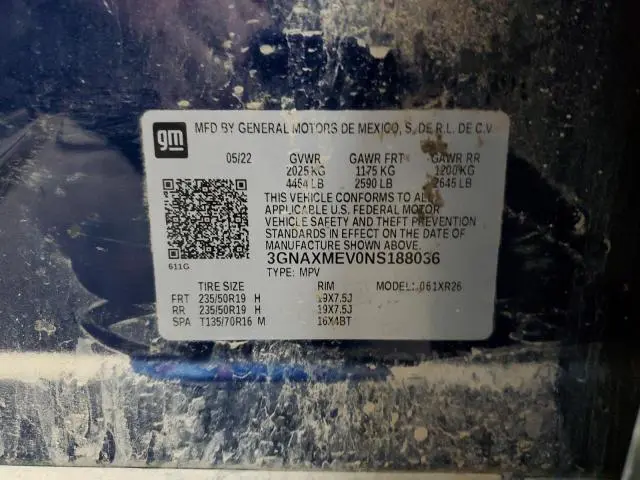 gm
MFD BY GENERAL MOTORS DE MEXICO, S. DE R.L. DE C.V.
05/22 GVWR GAWR FRT GAWR RR
2025 KG 1175 KG 1200 KG
4464 LB 2590 LB 2645 LB
THIS VEHICLE CONFORMS TO ALL
APPLICABLE U.S. FEDERAL MOTOR
VEHICLE SAFETY AND THEFT PREVENTION
STANDARDS IN EFFECT ON THE DATE OF
MANUFACTURE SHOWN ABOVE.
3GNAXMEV0NS188036
611G TYPE: MPV
TIRE SIZE RIM MODEL: 061XR26
FRT 235/50R19 H 19X7.5J
RR 235/50R19 H 19X7.5J
SPA T135/70R16 M 16X4BT